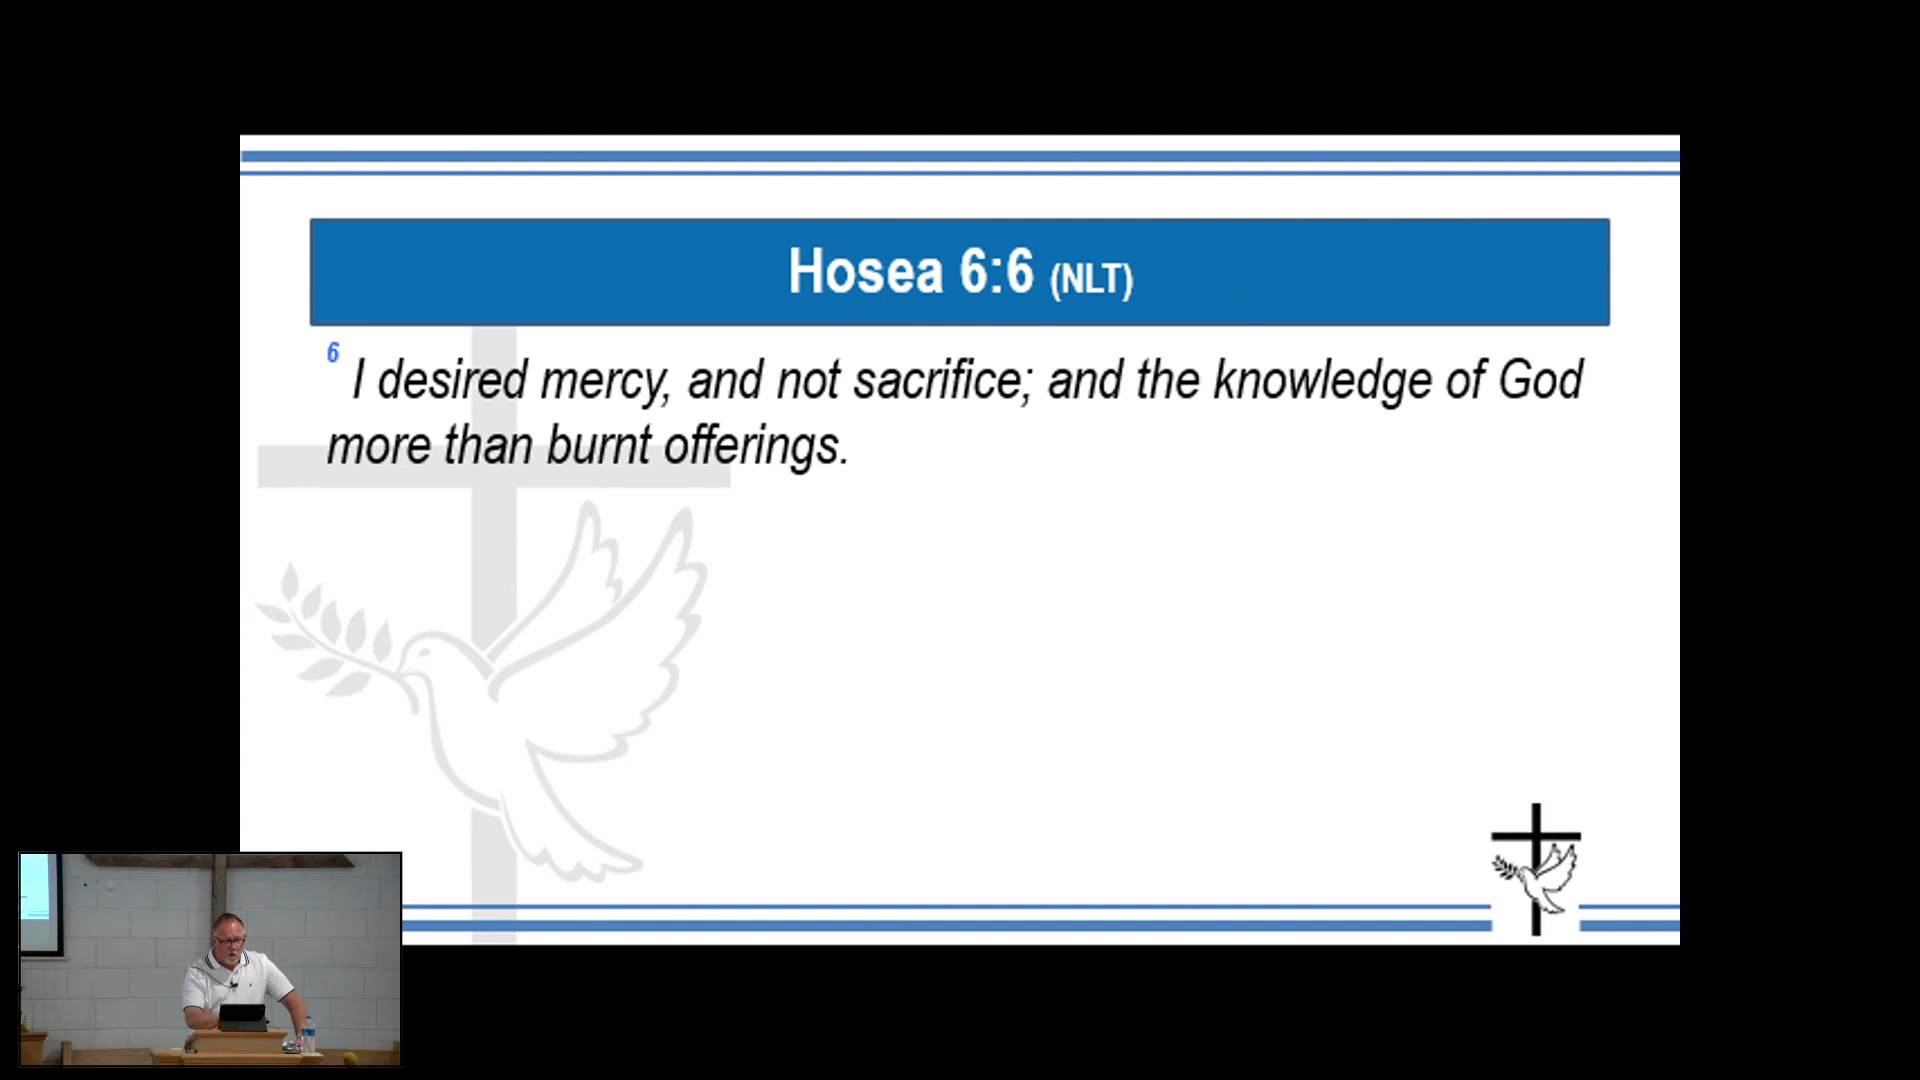 Hosea 6:6 (NLT)
6 I desired mercy, and not sacrifice; and the knowledge of God
more than burnt offerings.